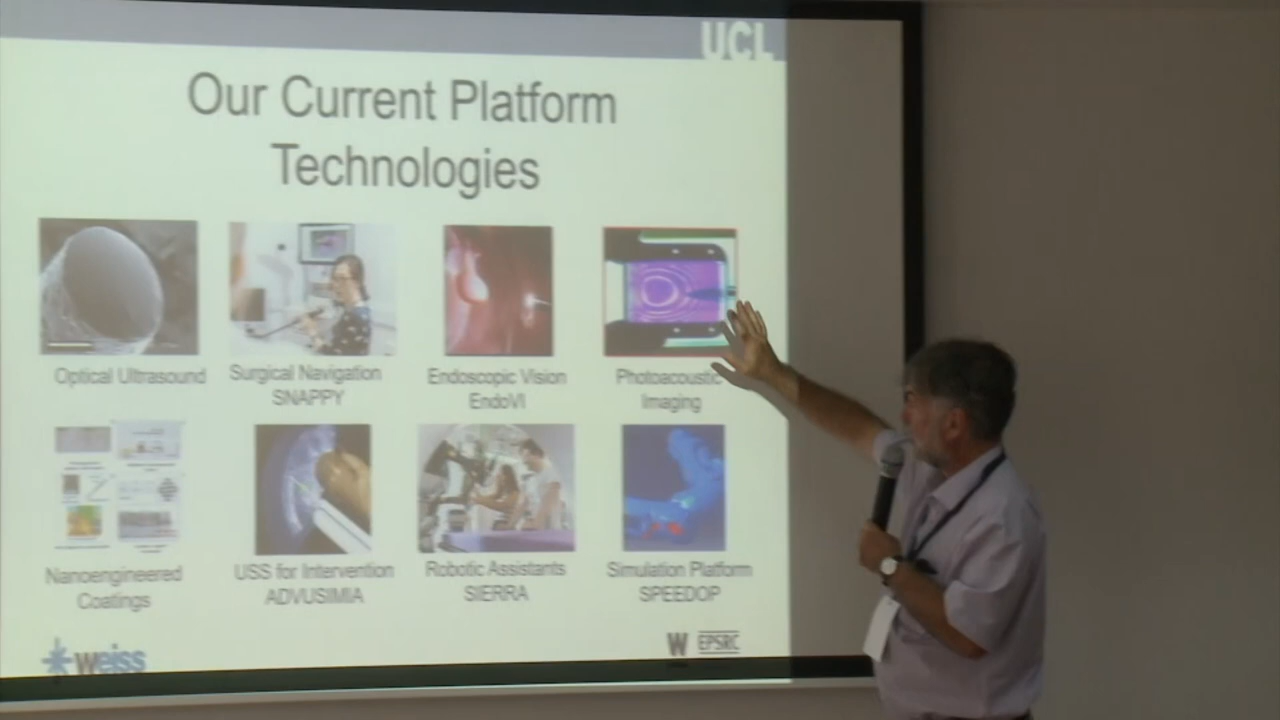 UCL
Our Current Platform
Technologies
Optical Ultrasound
Surgical Navigation
SNAPPY
Endoscopic Vision
EndoVI
Photoacoustic
Imaging
Nanoengineered
Coatings
USS for Intervention
ADVUSIMIA
Robotic Assistants
SIERRA
Simulation Platform
SPEEDOP
weiss
W
EPSRC